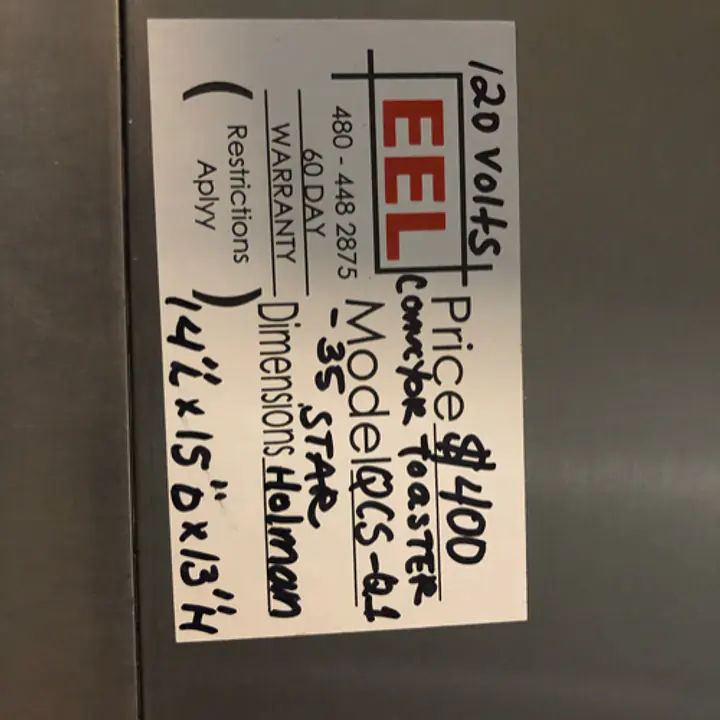 120 Volts
EEL
Price $400
Conveyor Toaster
480 - 448 2875
Model QCS-Q1
-35 STAR
60 DAY
WARRANTY
Dimensions Holman
( Restrictions
Aplyy )
14"L x 15" D x 13"H